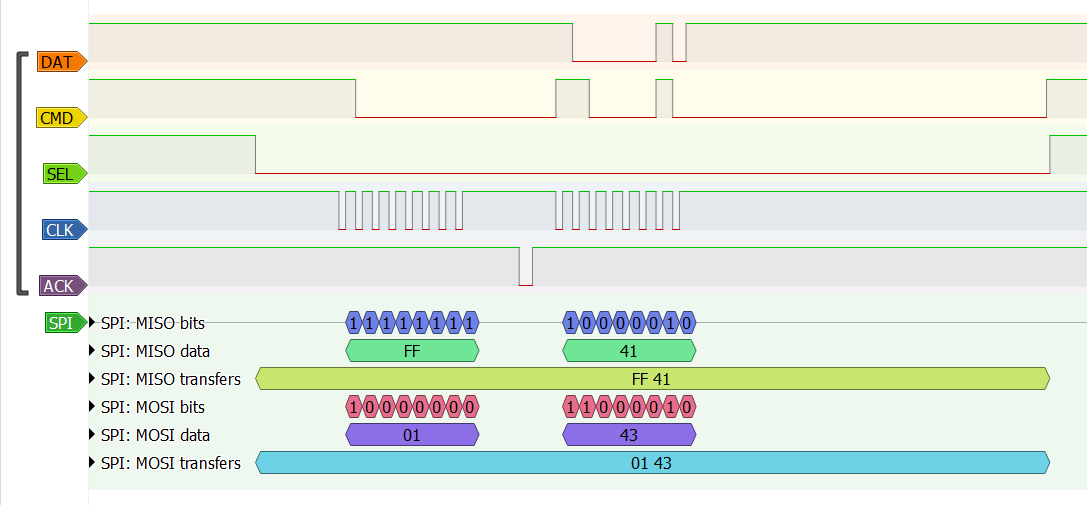 DAT
CMD
SEL
CLK
ACK
SPI
SPI: MISO bits 1 1 1 1 1 1 1 1 1 0 0 0 0 0 1 0
SPI: MISO data FF 41
SPI: MISO transfers FF 41
SPI: MOSI bits 1 0 0 0 0 0 0 0 1 1 0 0 0 0 1 0
SPI: MOSI data 01 43
SPI: MOSI transfers 01 43